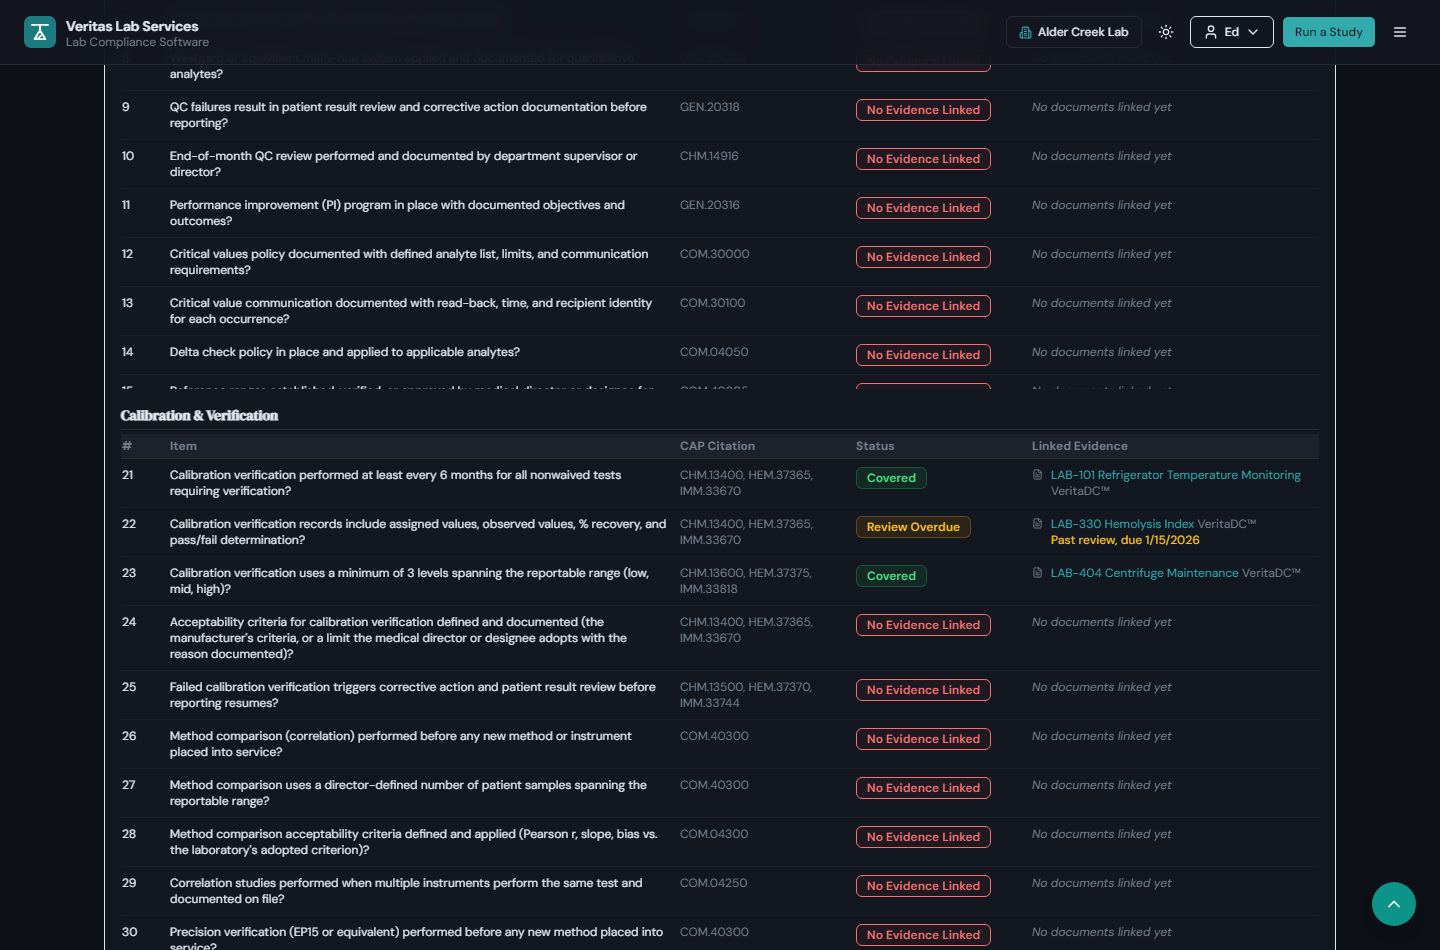 Veritas Lab Services
Lab Compliance Software
Alder Creek Lab
Ed
Run a Study
analytes?
No Evidence Linked
9 QC failures result in patient result review and corrective action documentation before GEN.20318 No Evidence Linked No documents linked yet
reporting?
10 End-of-month QC review performed and documented by department supervisor or CHM.14916 No Evidence Linked No documents linked yet
director?
11 Performance improvement (PI) program in place with documented objectives and GEN.20316 No Evidence Linked No documents linked yet
outcomes?
12 Critical values policy documented with defined analyte list, limits, and communication COM.30000 No Evidence Linked No documents linked yet
requirements?
13 Critical value communication documented with read-back, time, and recipient identity COM.30100 No Evidence Linked No documents linked yet
for each occurrence?
14 Delta check policy in place and applied to applicable analytes? COM.04050 No Evidence Linked No documents linked yet
Calibration & Verification
# Item CAP Citation Status Linked Evidence
21 Calibration verification performed at least every 6 months for all nonwaived tests CHM.13400, HEM.37365, Covered LAB-101 Refrigerator Temperature Monitoring
requiring verification? IMM.33670 VeritaDC™
22 Calibration verification records include assigned values, observed values, % recovery, and CHM.13400, HEM.37365, Review Overdue LAB-330 Hemolysis Index VeritaDC™
pass/fail determination? IMM.33670 Past review, due 1/15/2026
23 Calibration verification uses a minimum of 3 levels spanning the reportable range (low, CHM.13600, HEM.37375, Covered LAB-404 Centrifuge Maintenance VeritaDC™
mid, high)? IMM.33818
24 Acceptability criteria for calibration verification defined and documented (the CHM.13400, HEM.37365, No Evidence Linked No documents linked yet
manufacturer's criteria, or a limit the medical director or designee adopts with the IMM.33670
reason documented)?
25 Failed calibration verification triggers corrective action and patient result review before CHM.13500, HEM.37370, No Evidence Linked No documents linked yet
reporting resumes? IMM.33744
26 Method comparison (correlation) performed before any new method or instrument COM.40300 No Evidence Linked No documents linked yet
placed into service?
27 Method comparison uses a director-defined number of patient samples spanning the COM.40300 No Evidence Linked No documents linked yet
reportable range?
28 Method comparison acceptability criteria defined and applied (Pearson r, slope, bias vs. COM.04300 No Evidence Linked No documents linked yet
the laboratory's adopted criterion)?
29 Correlation studies performed when multiple instruments perform the same test and COM.04250 No Evidence Linked No documents linked yet
documented on file?
30 Precision verification (EP15 or equivalent) performed before any new method placed into COM.40300 No Evidence Linked No documents linked yet
service?